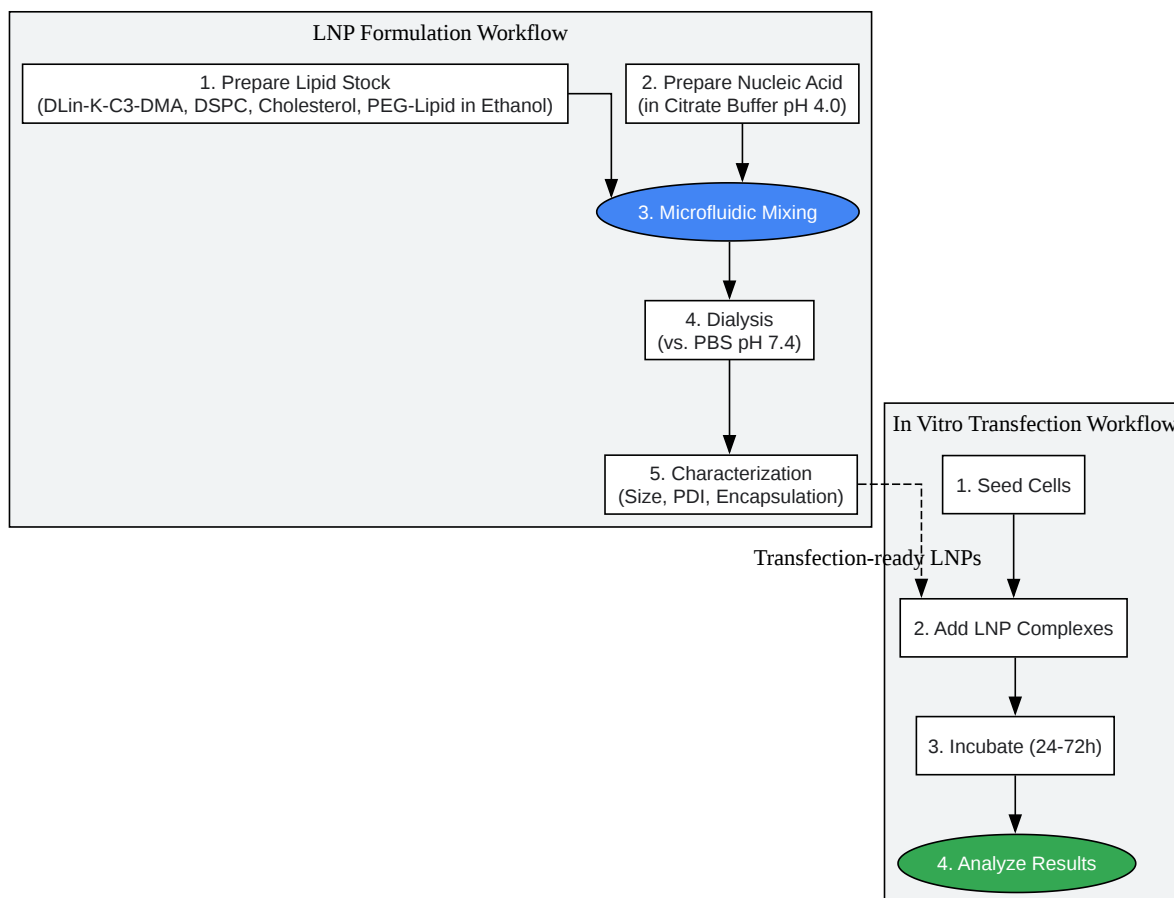 LNP Formulation Workflow
1. Prepare Lipid Stock
(DLin-K-C3-DMA, DSPC, Cholesterol, PEG-Lipid in Ethanol)
2. Prepare Nucleic Acid
(in Citrate Buffer pH 4.0)
3. Microfluidic Mixing
4. Dialysis
(vs. PBS pH 7.4)
5. Characterization
(Size, PDI, Encapsulation)
Transfection-ready LNPs
In Vitro Transfection Workflow
1. Seed Cells
2. Add LNP Complexes
3. Incubate (24-72h)
4. Analyze Results